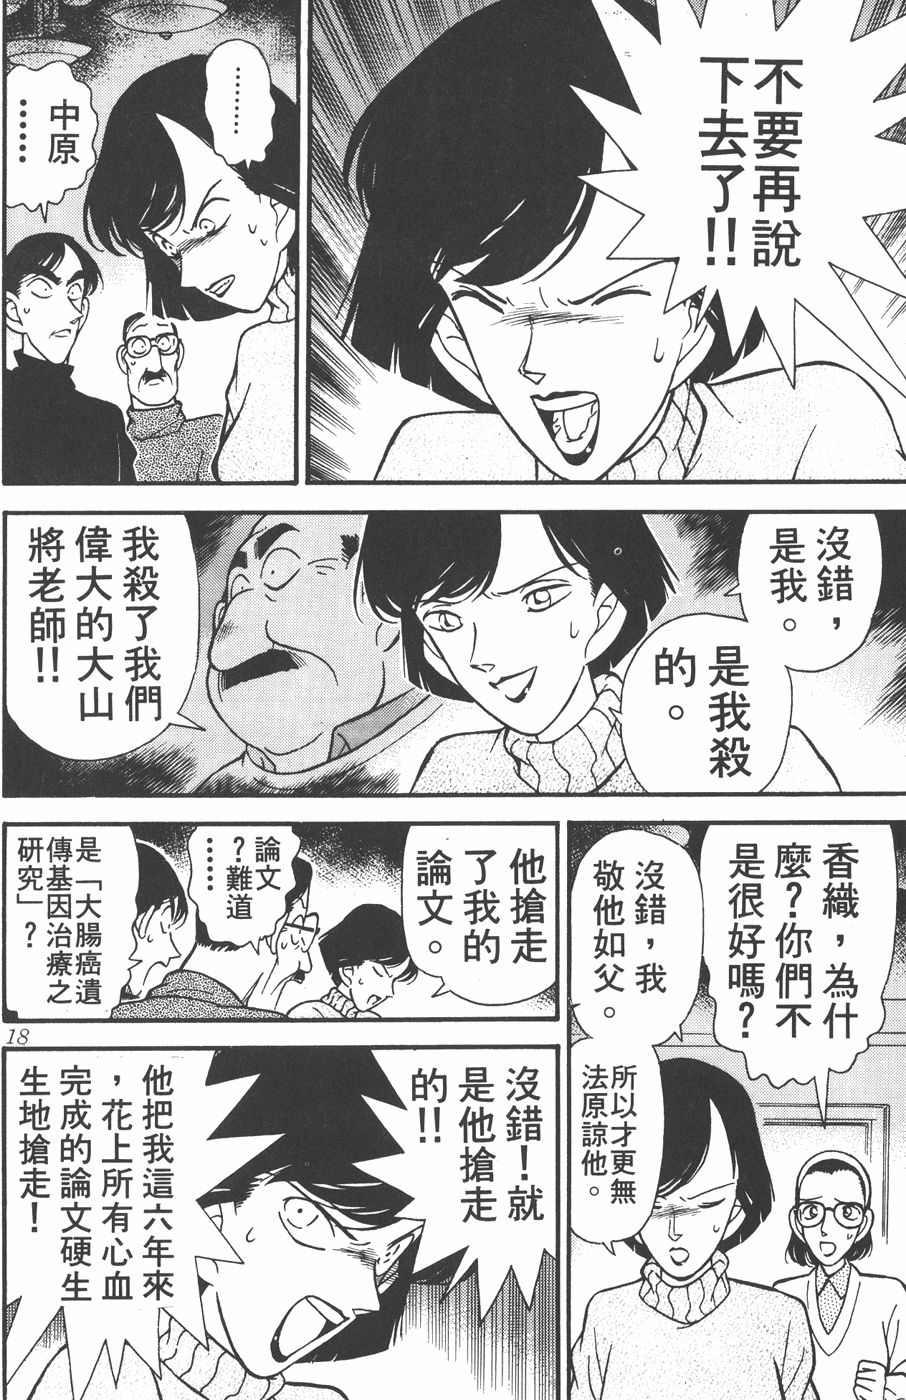 不要再說
下去了!!
……
中原
……
沒錯，
是我。
是我殺
的。
我殺了我們
偉大的大山
將老師!!
香織，為什
麼？你們不
是很好嗎？
沒錯，我
敬他如父。
所以才更無
法原諒他。
他搶走
了我的
論文。
論文
？難道
……
是「大腸癌遺
傳基因治療之
研究」？
沒錯！就
是他搶走
的!!
他把我這六年來
，花上所有心血
完成的論文硬生
生地搶走！
18